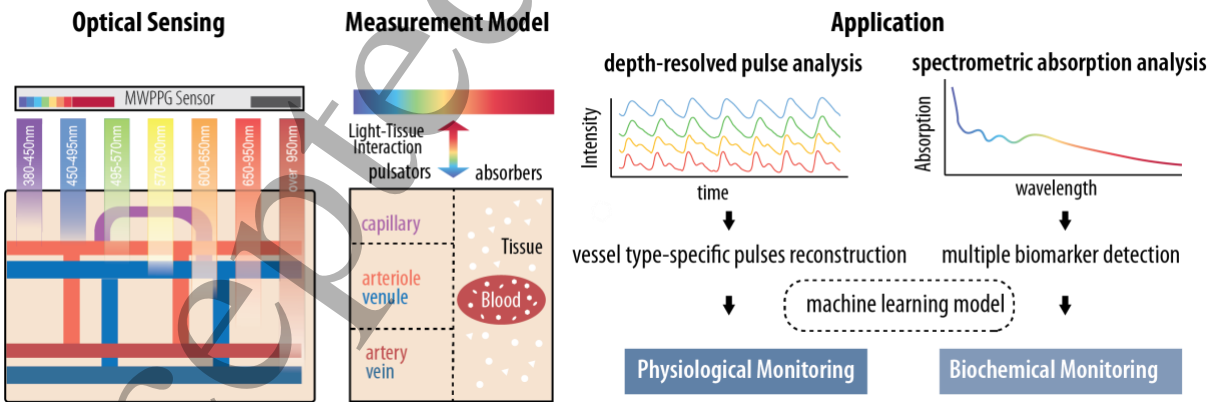 Optical Sensing
Measurement Model
Application
MWPPG Sensor
380-450nm
450-495nm
495-570nm
570-600nm
600-650nm
650-950nm
over 950nm
Light-Tissue
Interaction
pulsators
absorbers
capillary
arteriole
venule
artery
vein
Tissue
Blood
depth-resolved pulse analysis
Intensity
time
vessel type-specific pulses reconstruction
spectrometric absorption analysis
Absorption
wavelength
multiple biomarker detection
machine learning model
Physiological Monitoring
Biochemical Monitoring